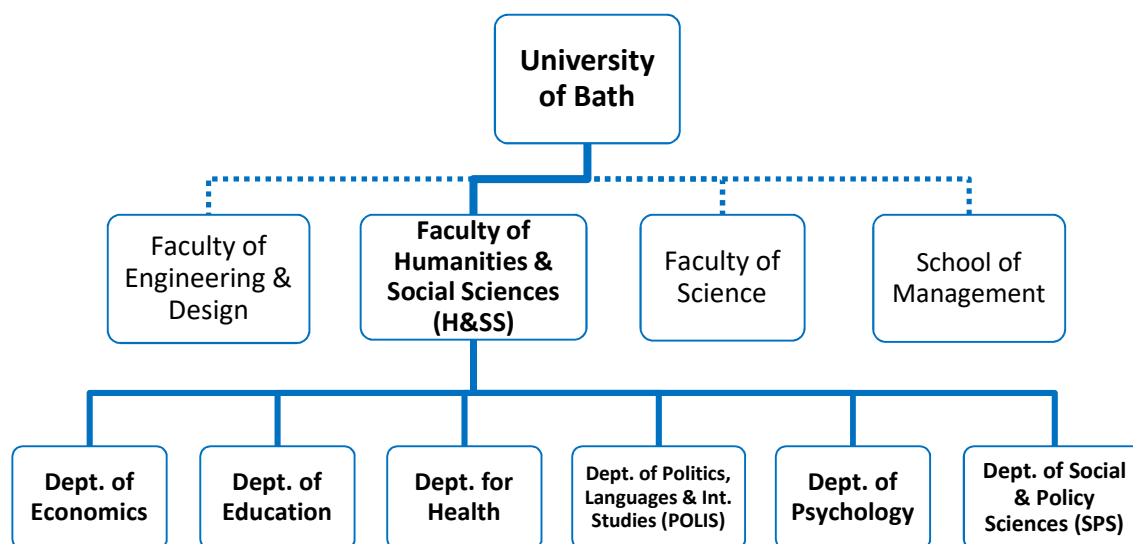 University
of Bath
Faculty of
Engineering &
Design
Faculty of
Humanities &
Social Sciences
(H&SS)
Faculty of
Science
School of
Management
Dept. of
Economics
Dept. of
Education
Dept. for
Health
Dept. of Politics,
Languages & Int.
Studies (POLIS)
Dept. of
Psychology
Dept. of Social
& Policy
Sciences (SPS)